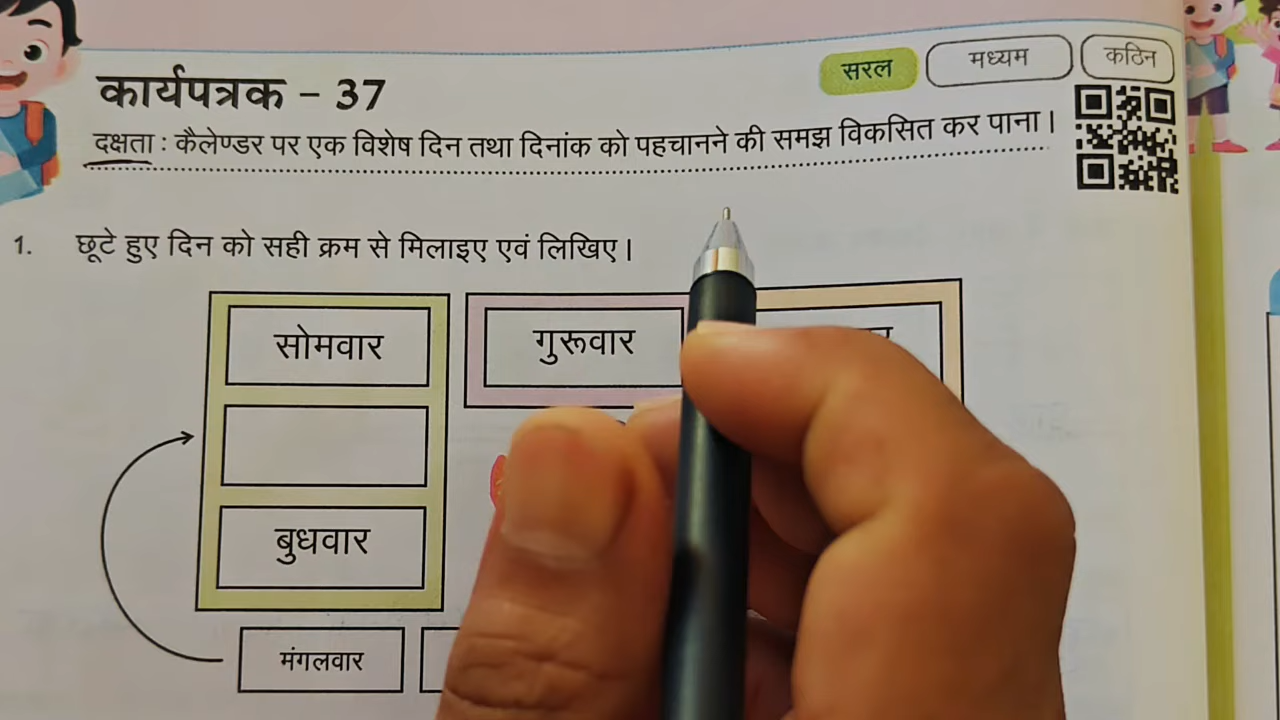 सरल मध्यम कठिन
कार्यपत्रक – 37
दक्षता : कैलेण्डर पर एक विशेष दिन तथा दिनांक को पहचानने की समझ विकसित कर पाना।
1. छूटे हुए दिन को सही क्रम से मिलाइए एवं लिखिए।
सोमवार गुरूवार
बुधवार
मंगलवार